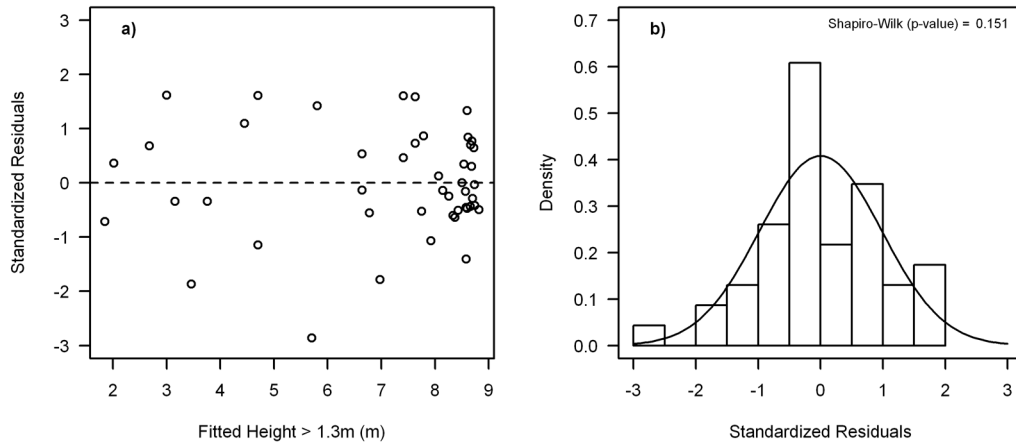 a)
3
2
1
0
-1
-2
-3
Standardized Residuals
2 3 4 5 6 7 8 9
Fitted Height > 1.3m (m)
b)
Shapiro-Wilk (p-value) = 0.151
0.7
0.6
0.5
0.4
0.3
0.2
0.1
0.0
Density
-3 -2 -1 0 1 2 3
Standardized Residuals